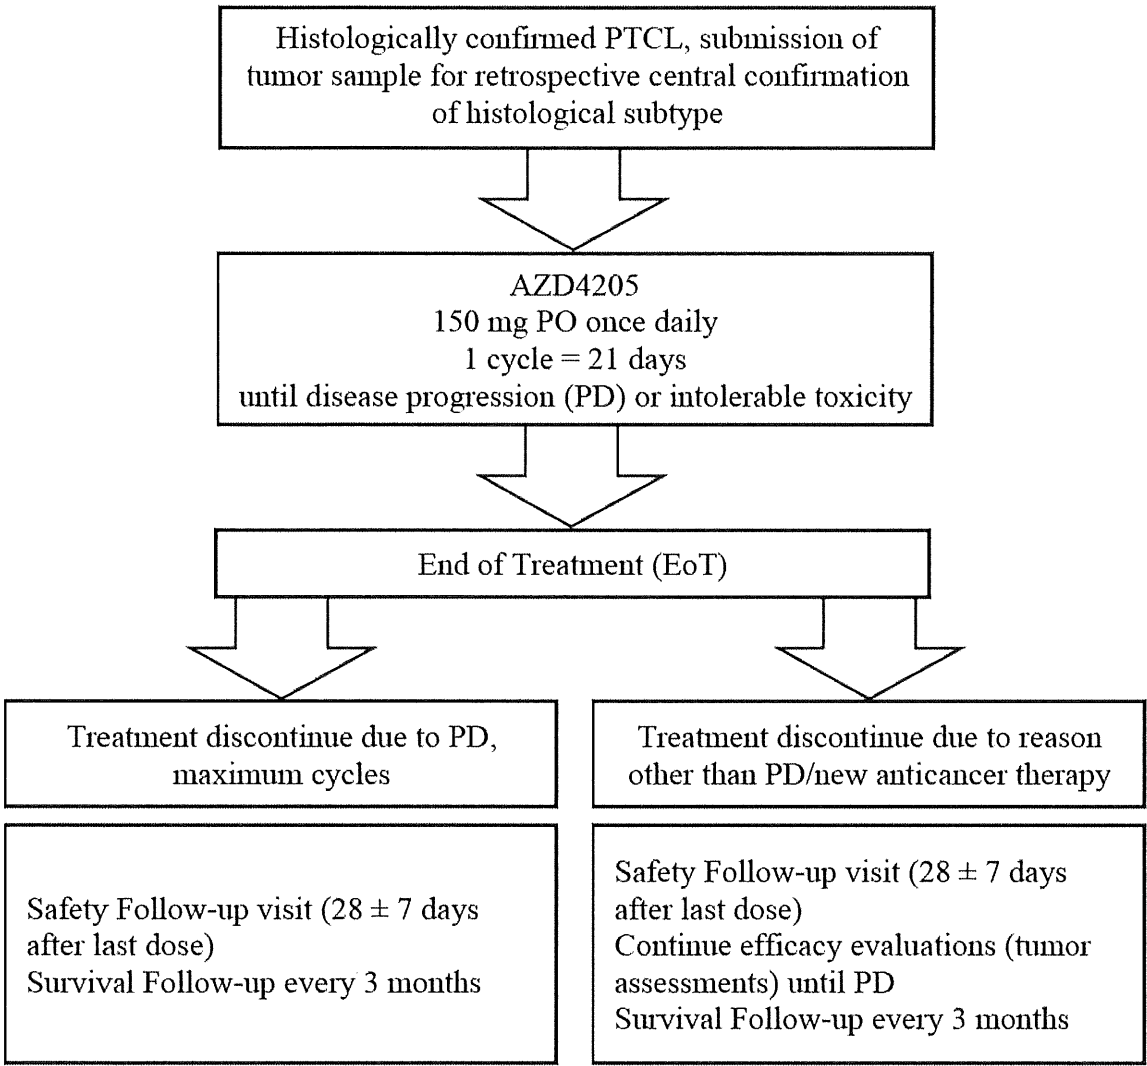 Histologically confirmed PTCL, submission of
tumor sample for retrospective central confirmation
of histological subtype
AZD4205
150 mg PO once daily
1 cycle = 21 days
until disease progression (PD) or intolerable toxicity
End of Treatment (EoT)
Treatment discontinue due to PD,
maximum cycles
Safety Follow-up visit (28 ± 7 days
after last dose)
Survival Follow-up every 3 months
Treatment discontinue due to reason
other than PD/new anticancer therapy
Safety Follow-up visit (28 ± 7 days
after last dose)
Continue efficacy evaluations (tumor
assessments) until PD
Survival Follow-up every 3 months